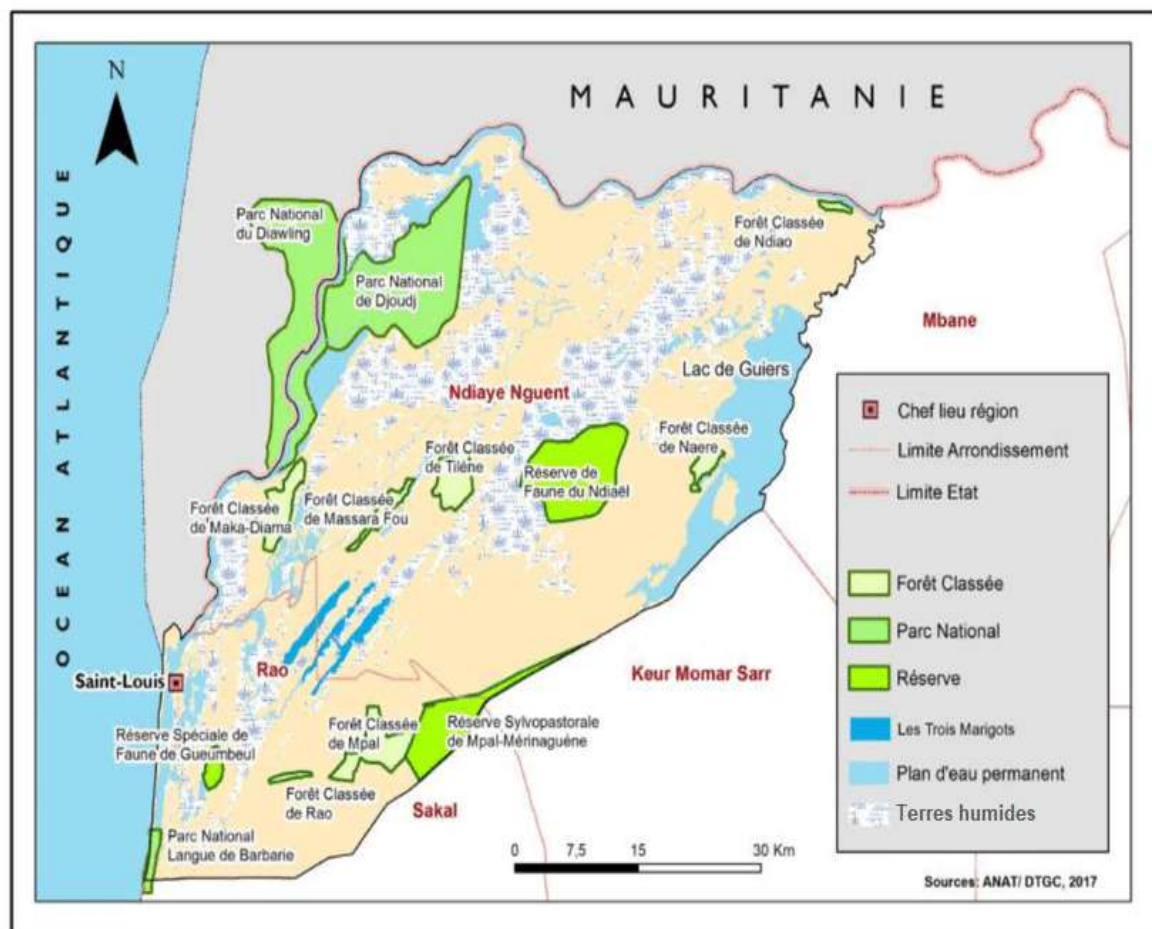 N
MAURITANIE
OCEAN ATLANTIQUE
Parc National
du Diawling
Forêt Classée
de Ndiao
Parc National
de Djoudj
Mbane
Lac de Guiers
Ndiaye Nguent
Forêt Classée
de Naere
Forêt Classée
de Tiléne
Réserve de
Faune du Ndiaël
Forêt Classée
de Maka-Diama
Forêt Classée
de Massara Fou
Rao
Saint-Louis
Keur Momar Sarr
Réserve Spéciale de
Faune de Gueumbeul
Forêt Classée
de Mpal
Réserve Sylvopastorale
de Mpal-Mérinaguéne
Forêt Classée
de Rao
Sakal
Parc National
Langue de Barbarie
0 7,5 15 30 Km
Chef lieu région
Limite Arrondissement
Limite Etat
Forêt Classée
Parc National
Réserve
Les Trois Marigots
Plan d'eau permanent
Terres humides
Sources: ANAT/ DTGC, 2017